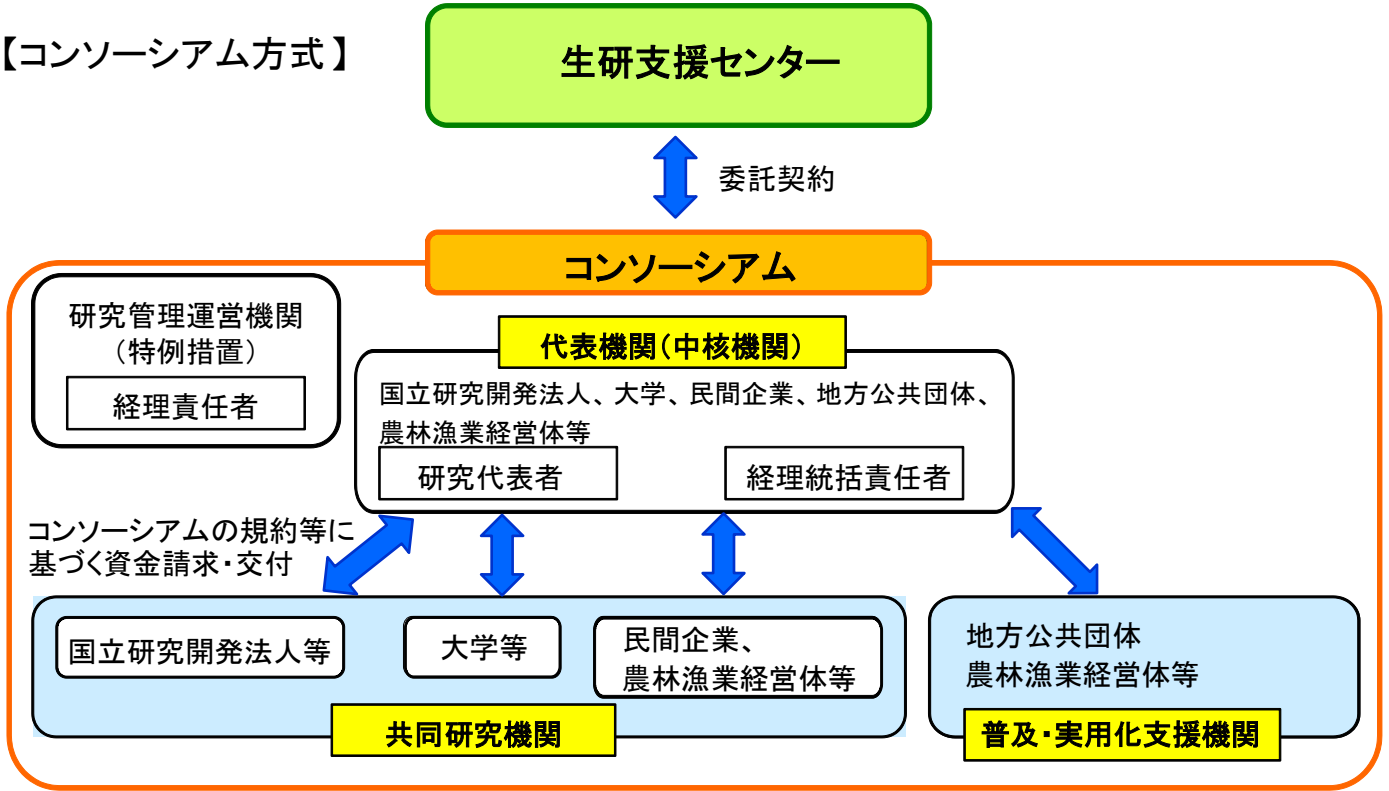 【コンソーシアム方式】
生研支援センター
委託契約
コンソーシアム
研究管理運営機関
（特例措置）
経理責任者
代表機関（中核機関）
国立研究開発法人、大学、民間企業、地方公共団体、
農林漁業経営体等
研究代表者
経理統括責任者
コンソーシアムの規約等に
基づく資金請求・交付
国立研究開発法人等
大学等
民間企業、
農林漁業経営体等
共同研究機関
地方公共団体
農林漁業経営体等
普及・実用化支援機関